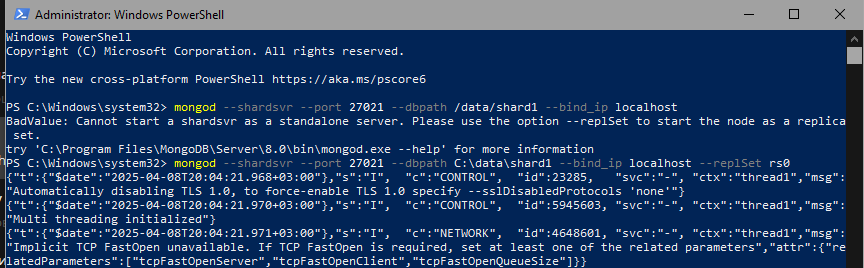 Administrator: Windows PowerShell
Windows PowerShell
Copyright (C) Microsoft Corporation. All rights reserved.
Try the new cross-platform PowerShell https://aka.ms/pscore6
PS C:\Windows\system32> mongod --shardsvr --port 27021 --dbpath /data/shard1 --bind_ip localhost
BadValue: Cannot start a shardsvr as a standalone server. Please use the option --replSet to start the node as a replica
 set.
try 'C:\Program Files\MongoDB\Server\8.0\bin\mongod.exe --help' for more information
PS C:\Windows\system32> mongod --shardsvr --port 27021 --dbpath C:\data\shard1 --bind_ip localhost --replSet rs0
{"t":{"$date":"2025-04-08T20:04:21.968+03:00"},"s":"I",  "c":"CONTROL",  "id":23285,   "svc":"-", "ctx":"thread1","msg":
"Automatically disabling TLS 1.0, to force-enable TLS 1.0 specify --sslDisabledProtocols 'none'"}
{"t":{"$date":"2025-04-08T20:04:21.970+03:00"},"s":"I",  "c":"CONTROL",  "id":5945603, "svc":"-", "ctx":"thread1","msg":
"Multi threading initialized"}
{"t":{"$date":"2025-04-08T20:04:21.971+03:00"},"s":"I",  "c":"NETWORK",  "id":4648601, "svc":"-", "ctx":"thread1","msg":
"Implicit TCP FastOpen unavailable. If TCP FastOpen is required, set at least one of the related parameters","attr":{"re
latedParameters":["tcpFastOpenServer","tcpFastOpenClient","tcpFastOpenQueueSize"]}}